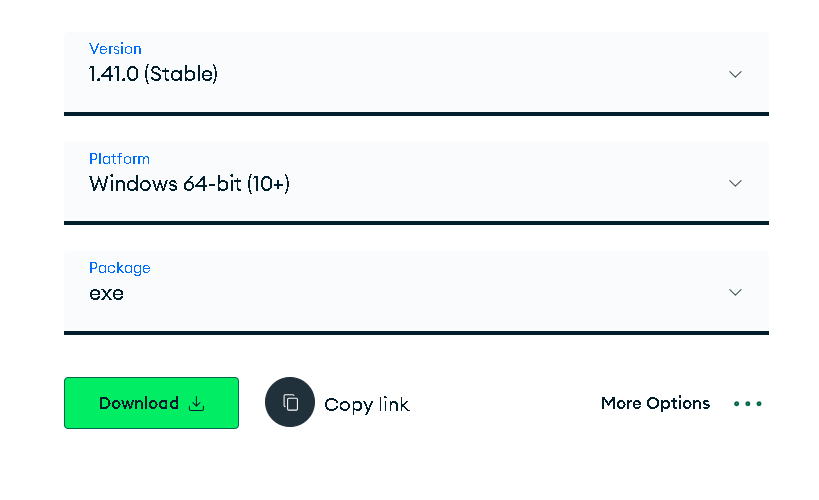 Version
1.41.0 (Stable)
Platform
Windows 64-bit (10+)
Package
exe
Download
Copy link
More Options